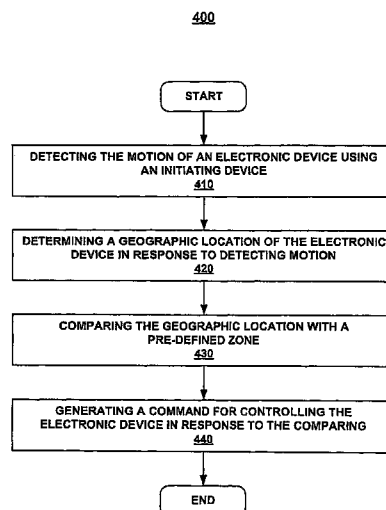 400
START
DETECTING THE MOTION OF AN ELECTRONIC DEVICE USING
AN INITIATING DEVICE
410
DETERMINING A GEOGRAPHIC LOCATION OF THE ELECTRONIC
DEVICE IN RESPONSE TO DETECTING MOTION
420
COMPARING THE GEOGRAPHIC LOCATION WITH A
PRE-DEFINED ZONE
430
GENERATING A COMMAND FOR CONTROLLING THE
ELECTRONIC DEVICE IN RESPONSE TO THE COMPARING
440
END